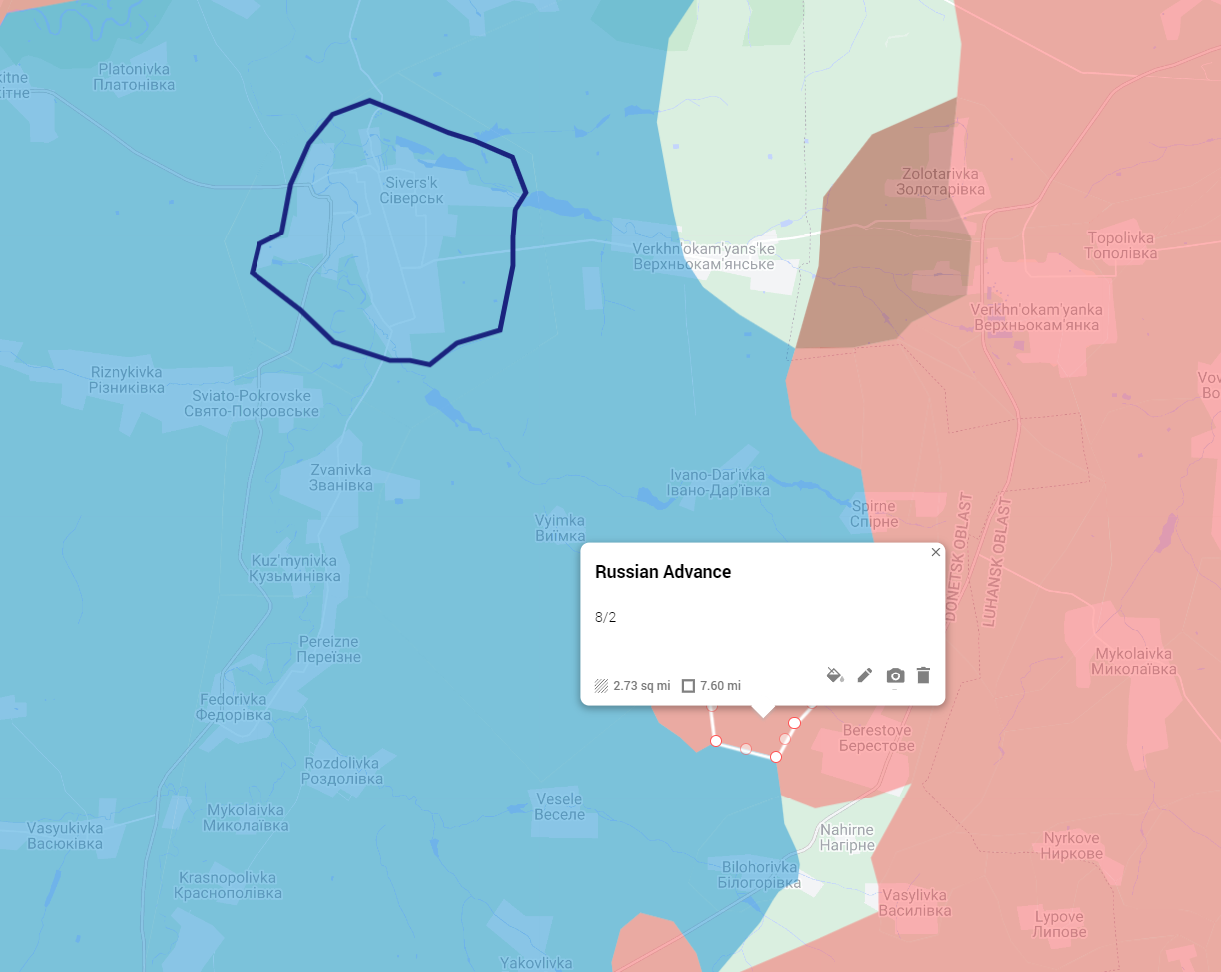 Platonivka
Платонівка
kitne
ітне
Sivers'k
Сіверськ
Zolotarivka
Золотарівка
Topolivka
Тополівка
Verkhn'okam'yans'ke
Верхньокам'янське
Verkhn'okam'yanka
Верхньокам'янка
Riznykivka
Різниківка
Sviato-Pokrovske
Свято-Покровське
Vov
Во
Zvanivka
Званівка
Ivano-Dar'ivka
Івано-Дар'ївка
Spirne
Спірне
Vyimka
Виїмка
DONETSK OBLAST
LUHANSK OBLAST
Russian Advance
8/2
2.73 sq mi
7.60 mi
Kuz'mynivka
Кузьминівка
Pereizne
Переїзне
Mykolaivka
Миколаївка
Fedorivka
Федорівка
Berestove
Берестове
Rozdolivka
Роздолівка
Vesele
Веселе
Mykolaivka
Миколаївка
Vasyukivka
Васюківка
Nahirne
Нагірне
Nyrkove
Ниркове
Bilohorivka
Білогорівка
Krasnopolivka
Краснополівка
Vasylivka
Василівка
Lypove
Липове
Yakovlivka